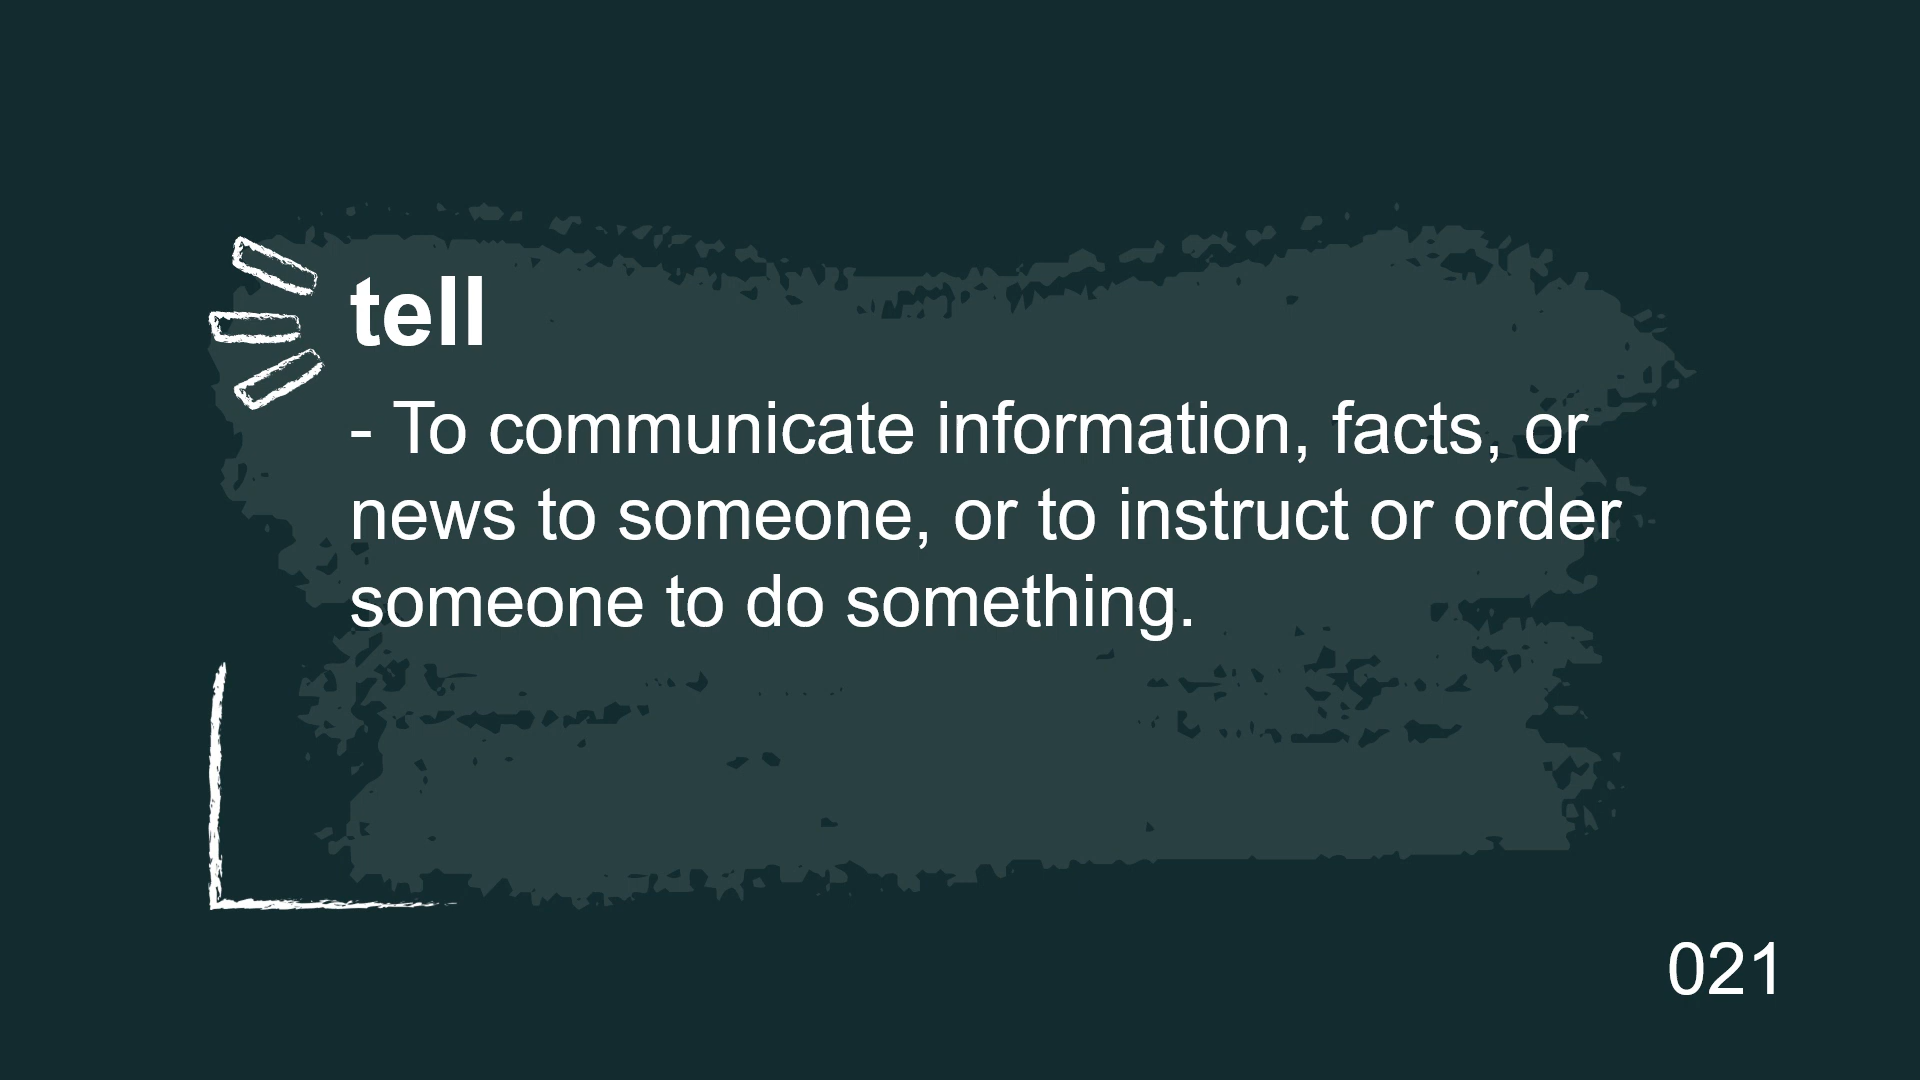 tell
- To communicate information, facts, or
news to someone, or to instruct or order
someone to do something.
021